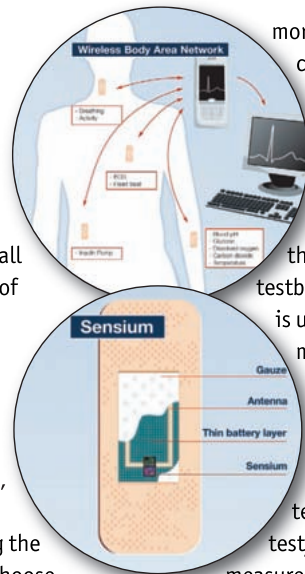 mor
c
Wireless Body Area Network
- Breathing
- Activity
- ECG
- Heart beat
- Insulin Pump
- Blood pH
- Glucose
- Dissolved oxygen
- Carbon dioxide
- Temperature
all
of
th
testb
is u
Sensium
Gauze
Antenna
Thin battery layer
Sensium
g the
hoose
te
test
measure